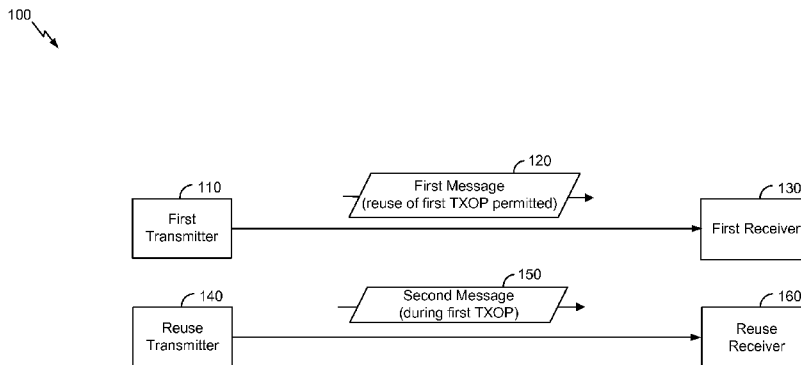 100
120
110
First Message
(reuse of first TXOP permitted)
130
First
Transmitter
First Receiver
150
140
Second Message
(during first TXOP)
160
Reuse
Transmitter
Reuse
Receiver